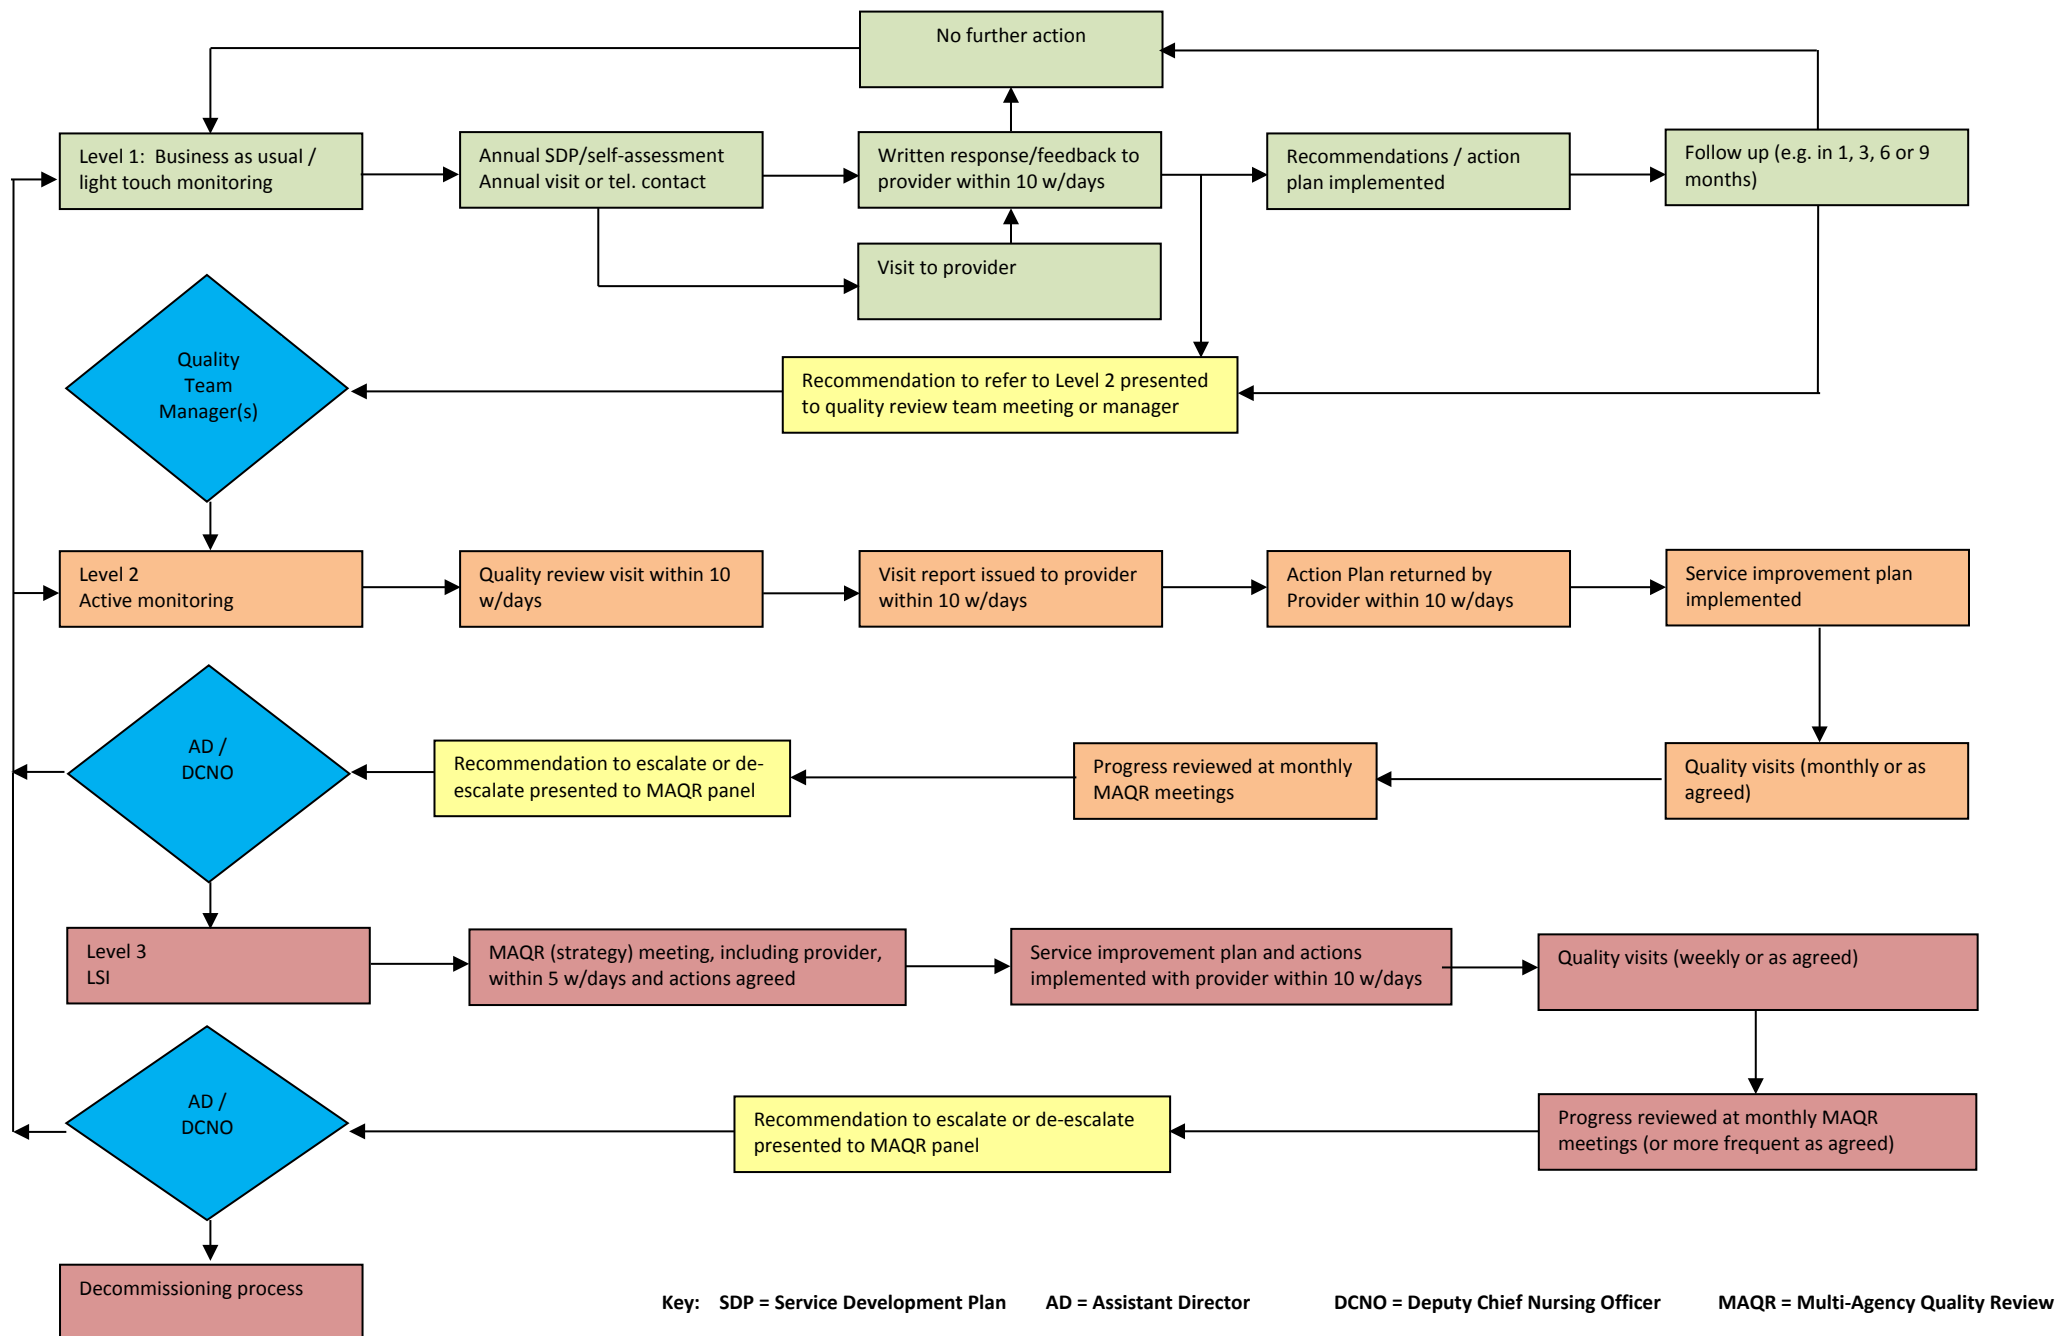 No further action
Level 1:  Business as usual /
light touch monitoring
Annual SDP/self-assessment
Annual visit or tel. contact
Written response/feedback to
provider within 10 w/days
Recommendations / action
plan implemented
Follow up (e.g. in 1, 3, 6 or 9
months)
Visit to provider
Quality
Team
Manager(s)
Recommendation to refer to Level 2 presented
to quality review team meeting or manager
Level 2
Active monitoring
Quality review visit within 10
w/days
Visit report issued to provider
within 10 w/days
Action Plan returned by
Provider within 10 w/days
Service improvement plan
implemented
AD /
DCNO
Recommendation to escalate or de-
escalate presented to MAQR panel
Progress reviewed at monthly
MAQR meetings
Quality visits (monthly or as
agreed)
Level 3
LSI
MAQR (strategy) meeting, including provider,
within 5 w/days and actions agreed
Service improvement plan and actions
implemented with provider within 10 w/days
Quality visits (weekly or as agreed)
AD /
DCNO
Recommendation to escalate or de-escalate
presented to MAQR panel
Progress reviewed at monthly MAQR
meetings (or more frequent as agreed)
Decommissioning process
Key:    SDP = Service Development Plan    AD = Assistant Director    DCNO = Deputy Chief Nursing Officer    MAQR = Multi-Agency Quality Review